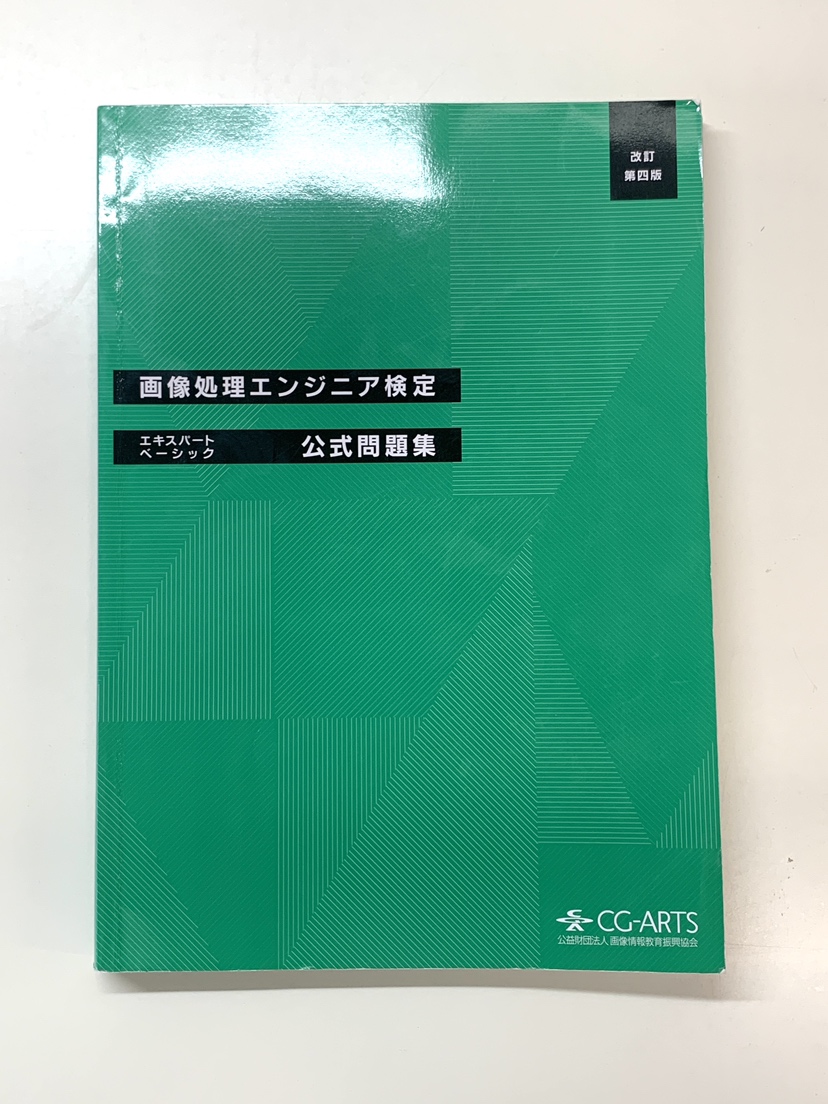 改訂
第四版
画像処理エンジニア検定
エキスパート
ベーシック
公式問題集
CG-ARTS
公益財団法人 画像情報教育振興協会